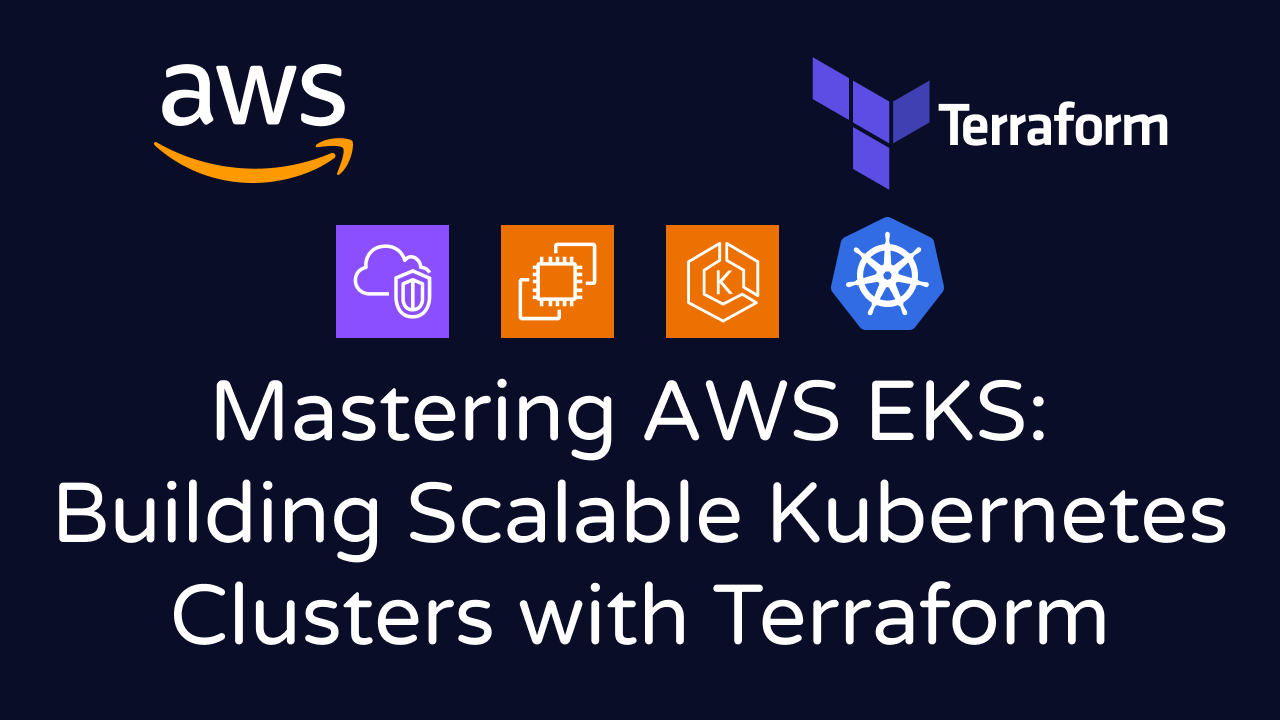 aws
Terraform
K
Mastering AWS EKS:
Building Scalable Kubernetes
Clusters with Terraform